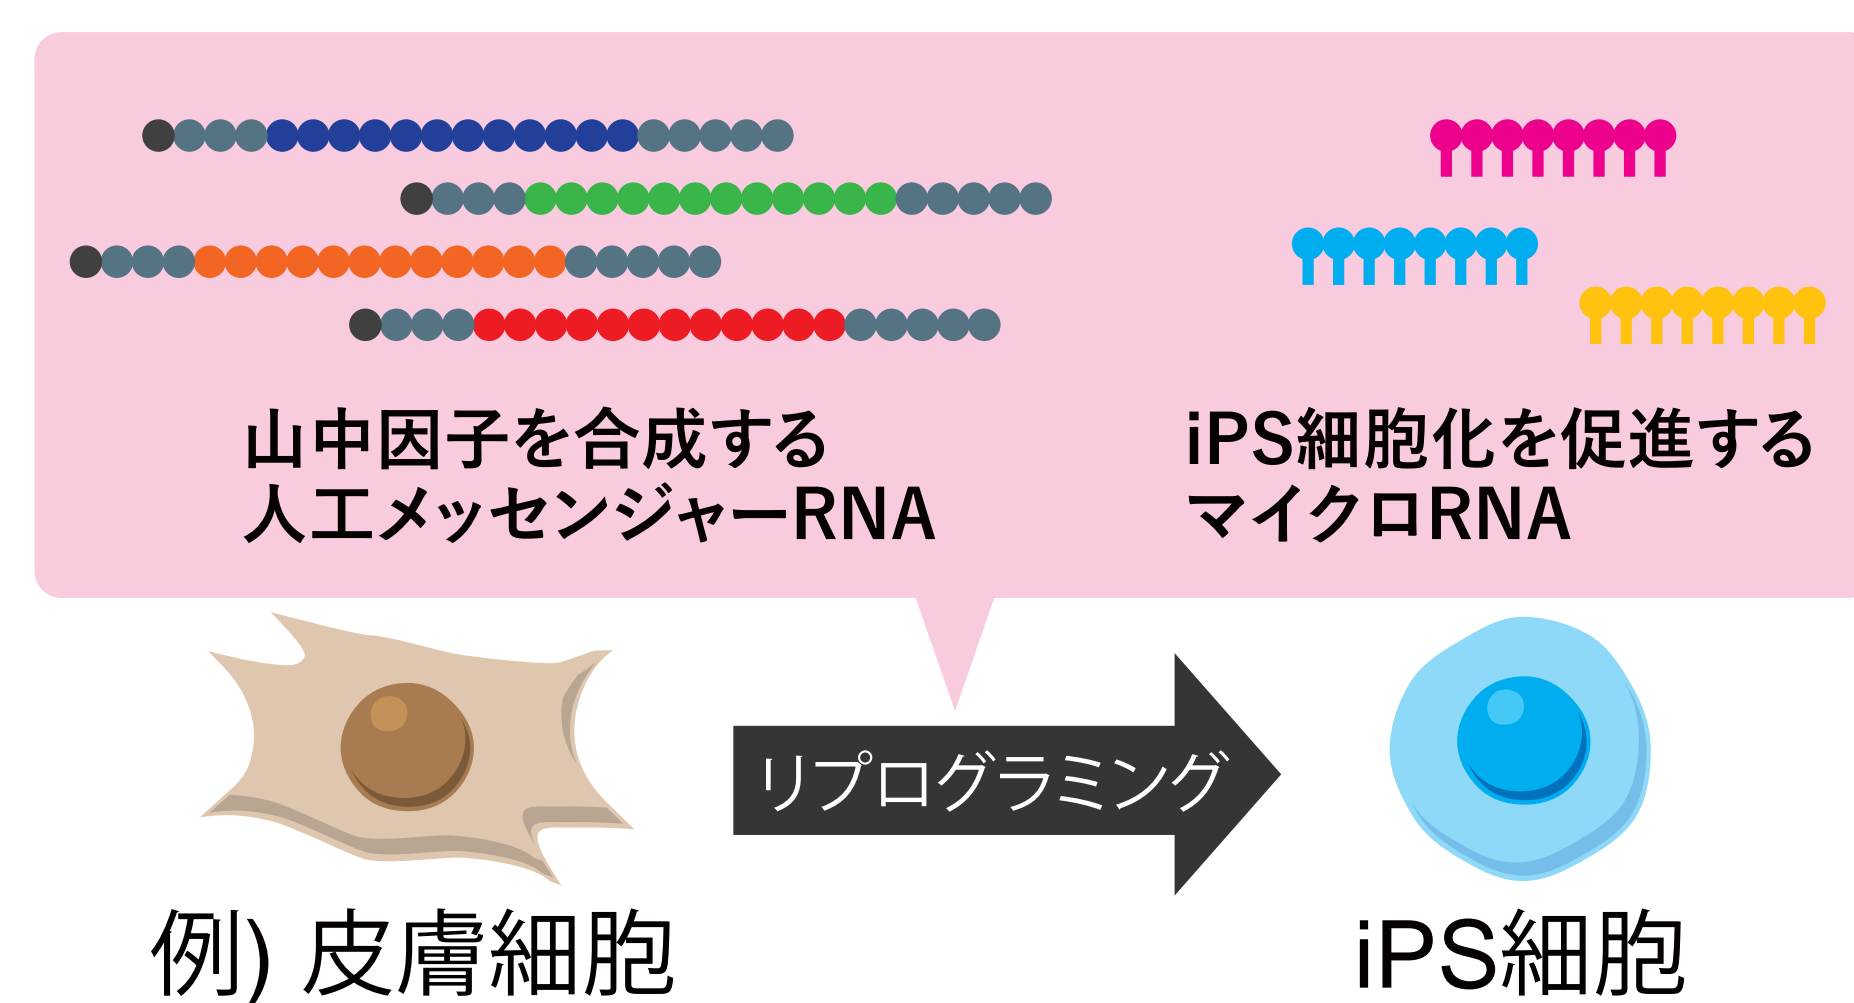 山中因子を合成する
人工メッセンジャーRNA
iPS細胞化を促進する
マイクロRNA
リプログラミング
例) 皮膚細胞
iPS細胞